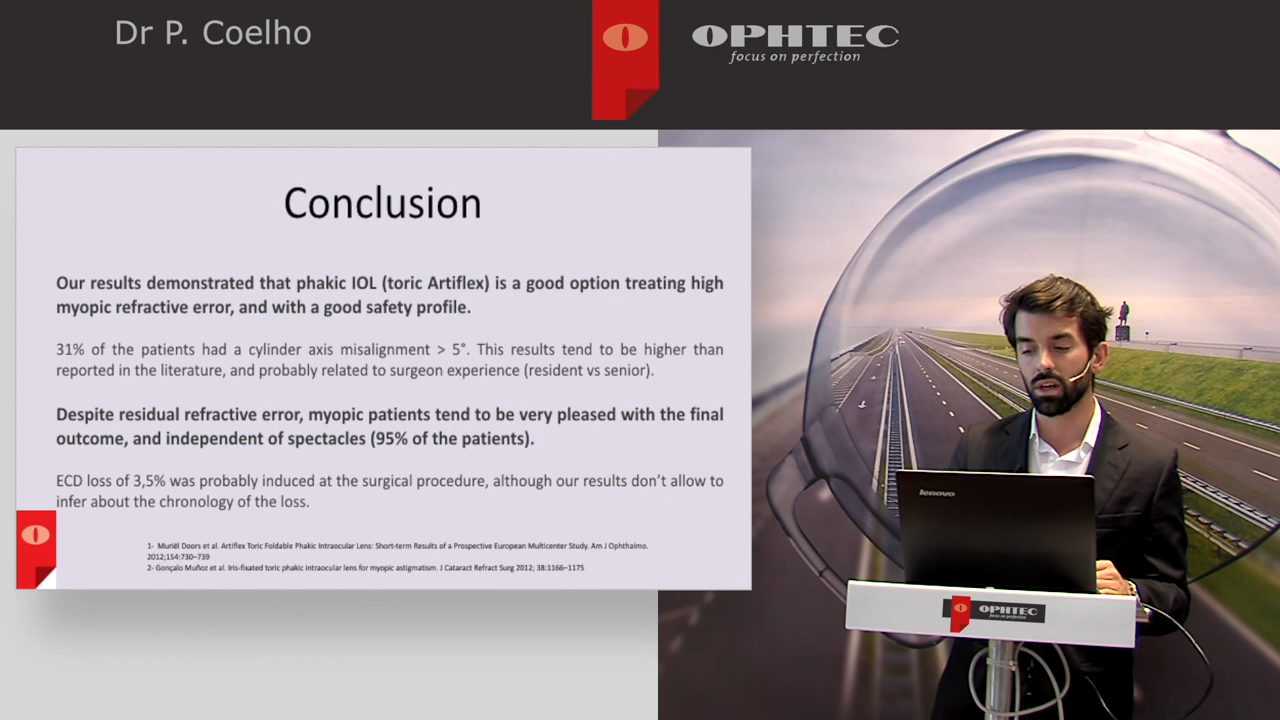 Dr P. Coelho
OPHTEC
focus on perfection
Conclusion
Our results demonstrated that phakic IOL (toric Artiflex) is a good option treating high
myopic refractive error, and with a good safety profile.
31% of the patients had a cylinder axis misalignment > 5°. This results tend to be higher than
reported in the literature, and probably related to surgeon experience (resident vs senior).
Despite residual refractive error, myopic patients tend to be very pleased with the final
outcome, and independent of spectacles (95% of the patients).
ECD loss of 3,5% was probably induced at the surgical procedure, although our results don't allow to
infer about the chronology of the loss.
1- Muriël Doors et al. Artiflex Toric Foldable Phakic Intraocular Lens: Short-term Results of a Prospective European Multicenter Study. Am J Ophthalmo.
2012;154:730–739
2- Gonçalo Muñoz et al. Iris-fixated toric phakic intraocular lens for myopic astigmatism. J Cataract Refract Surg 2012; 38:1166–1175
lenovo
OPHTEC
focus on perfection